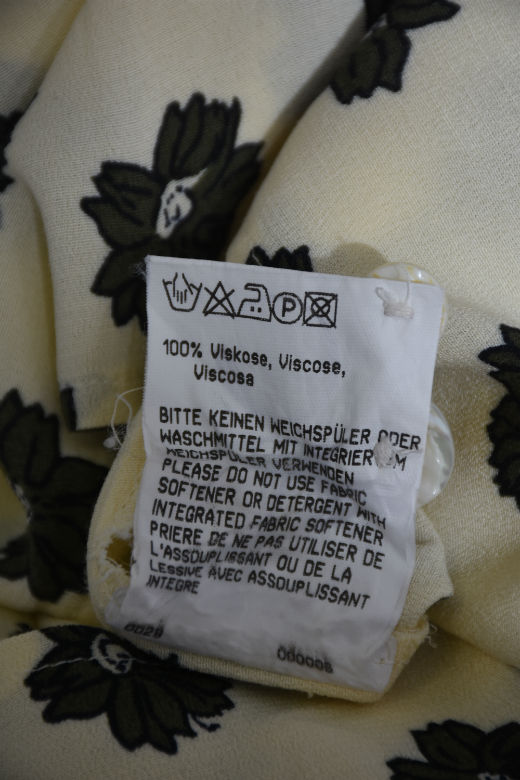 P
100% Viskose, Viscose,
Viscosa
BITTE KEINEN WEICHSPÜLER ODER
WASCHMITTEL MIT INTEGRIERTEM
WEICHSPÜLER VERWENDEN
PLEASE DO NOT USE FABRIC
SOFTENER OR DETERGENT WITH
INTEGRATED FABRIC SOFTENER
PRIERE DE NE PAS UTILISER DE
L'ASSOUPLISSANT OU DE LA
LESSIVE AVEC ASSOUPLISSANT
INTEGRE
0029